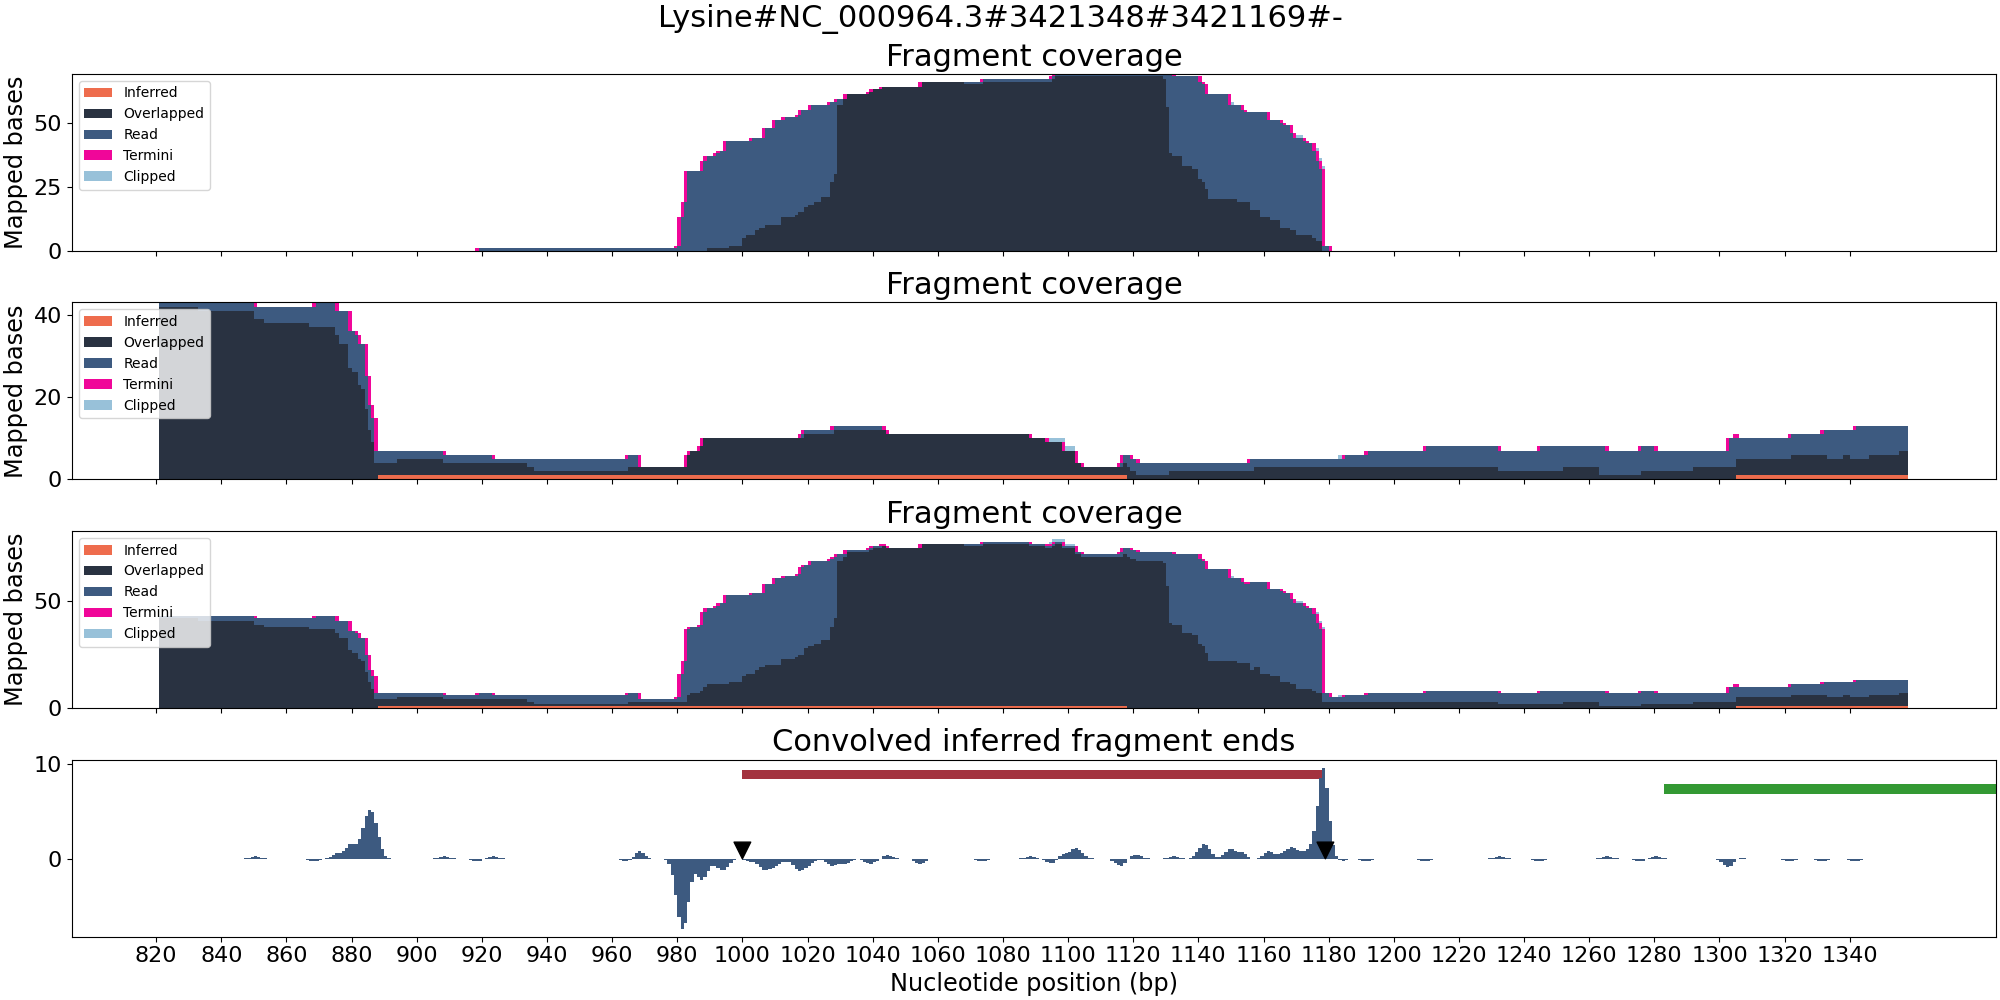 Lysine#NC_000964.3#3421348#3421169#-
Fragment coverage
Mapped bases
50
25
0
Inferred
Overlapped
Read
Termini
Clipped
Fragment coverage
Mapped bases
40
20
0
Inferred
Overlapped
Read
Termini
Clipped
Fragment coverage
Mapped bases
50
0
Inferred
Overlapped
Read
Termini
Clipped
Convolved inferred fragment ends
10
0
820 840 860 880 900 920 940 960 980 1000 1020 1040 1060 1080 1100 1120 1140 1160 1180 1200 1220 1240 1260 1280 1300 1320 1340
Nucleotide position (bp)